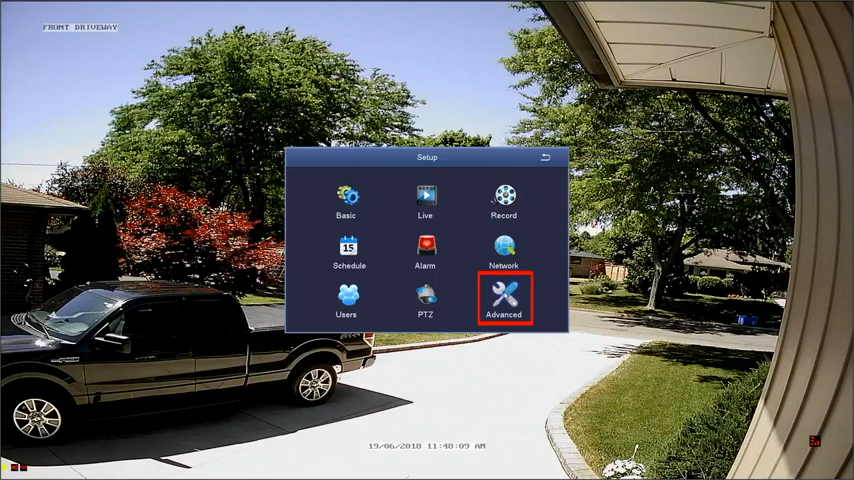 FRONT DRIVEWAY
Setup
Basic
Live
Record
15
Schedule
Alarm
Network
Users
PTZ
Advanced
19/06/2018 11:48:09 AM